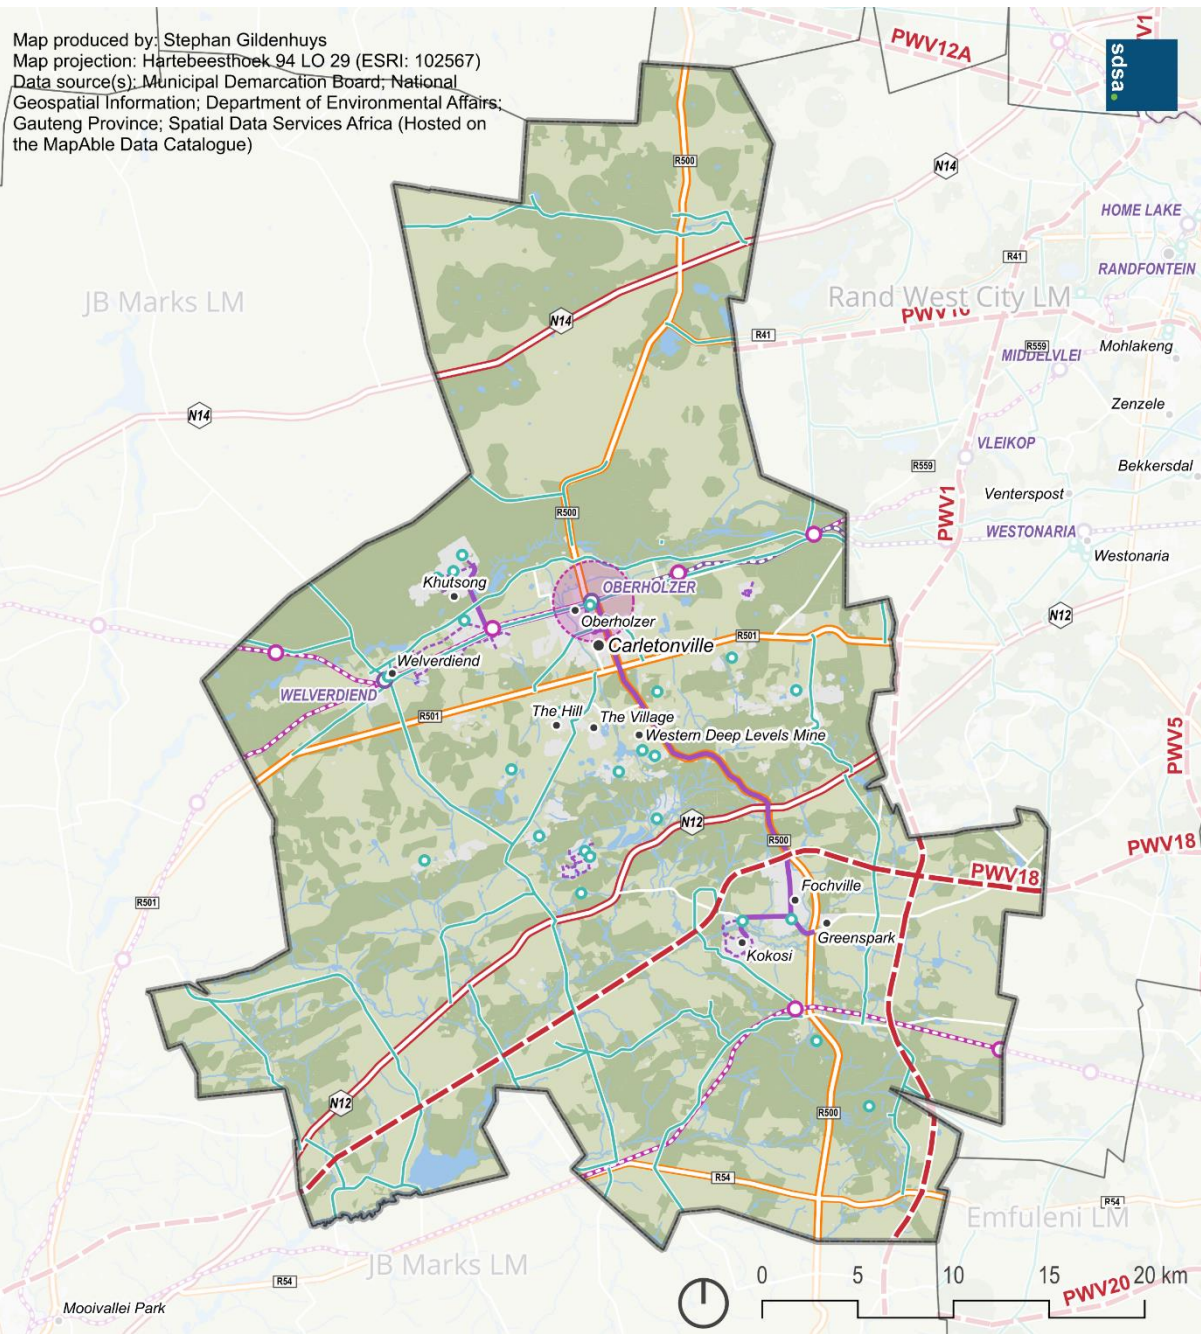 Map produced by: Stephan Gildenhuys
Map projection: Hartebeesthoek 94 LO 29 (ESRI: 102567)
Data source(s): Municipal Demarcation Board; National
Geospatial Information; Department of Environmental Affairs;
Gauteng Province; Spatial Data Services Africa (Hosted on
the MapAble Data Catalogue)
PWV12A
V1
sdsa.
R500
N14
HOME LAKE
R41
RANDFONTEIN
JB Marks LM
Rand West City LM
PWV16
N14
R41
R559
MIDDELVLEI
Mohlakeng
N14
Zenzele
VLEIKOP
R559
Bekkersdal
PWV1
Venterspost
R500
WESTONARIA
Westonaria
Khutsong
OBERHOLZER
Oberholzer
N12
R501
Carletonville
Welverdiend
WELVERDIEND
R501
The Hill
The Village
Western Deep Levels Mine
PWV5
N12
R500
PWV18
PWV18
Fochville
R501
Greenspark
Kokosi
N12
R500
R54
R54
Emfuleni LM
JB Marks LM
R54
0 5 10 15 20 km
PWV20
Mooivallei Park